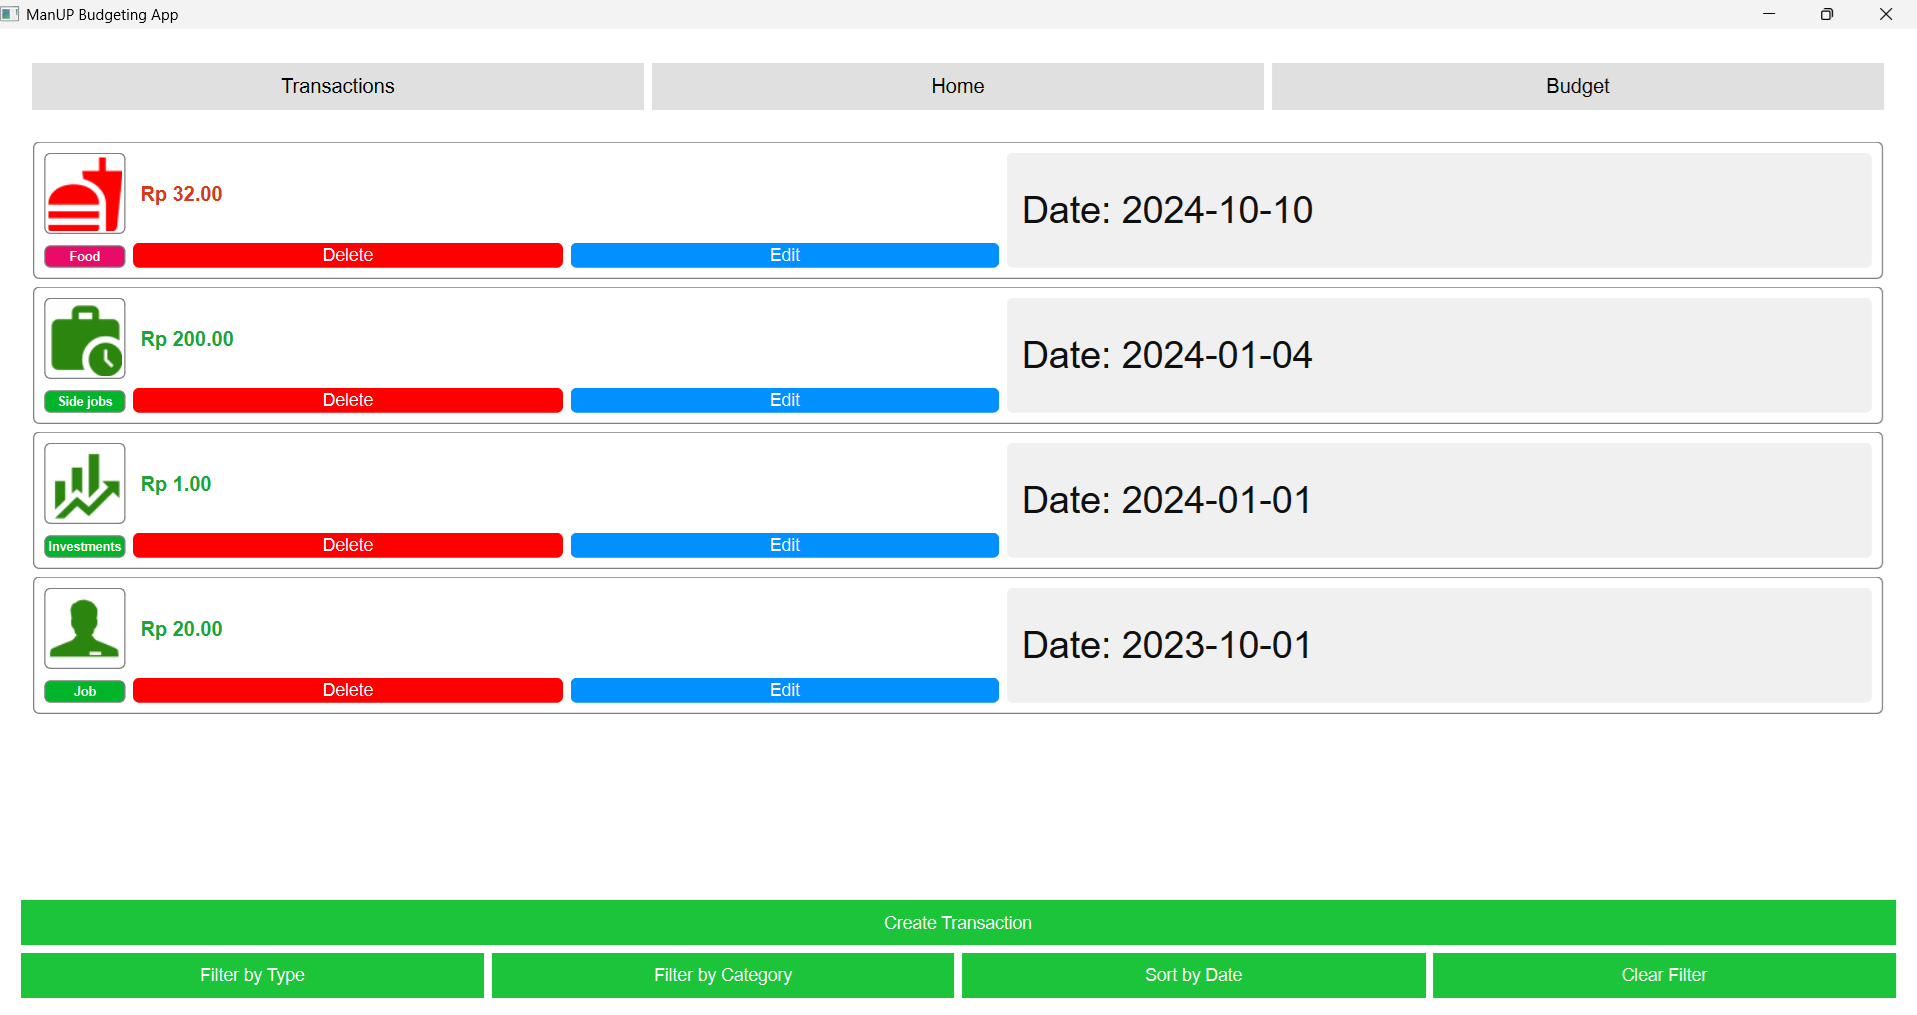 ManUP Budgeting App
Transactions Home Budget
Rp 32.00
Date: 2024-10-10
Food Delete Edit
Rp 200.00
Date: 2024-01-04
Side jobs Delete Edit
Rp 1.00
Date: 2024-01-01
Investments Delete Edit
Rp 20.00
Date: 2023-10-01
Job Delete Edit
Create Transaction
Filter by Type Filter by Category Sort by Date Clear Filter